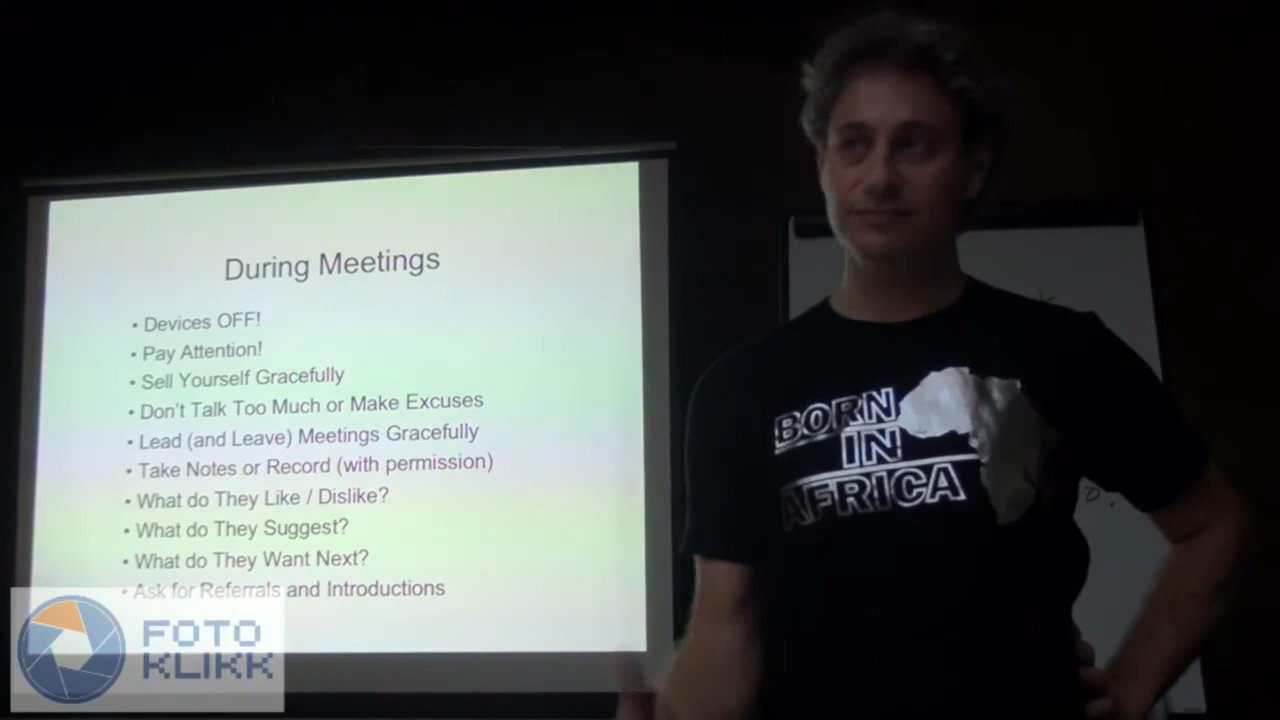 During Meetings
• Devices OFF!
• Pay Attention!
• Sell Yourself Gracefully
• Don't Talk Too Much or Make Excuses
• Lead (and Leave) Meetings Gracefully
• Take Notes or Record (with permission)
• What do They Like / Dislike?
• What do They Suggest?
• What do They Want Next?
• Ask for Referrals and Introductions
BORN
IN
AFRICA
FOTO
KLIKK